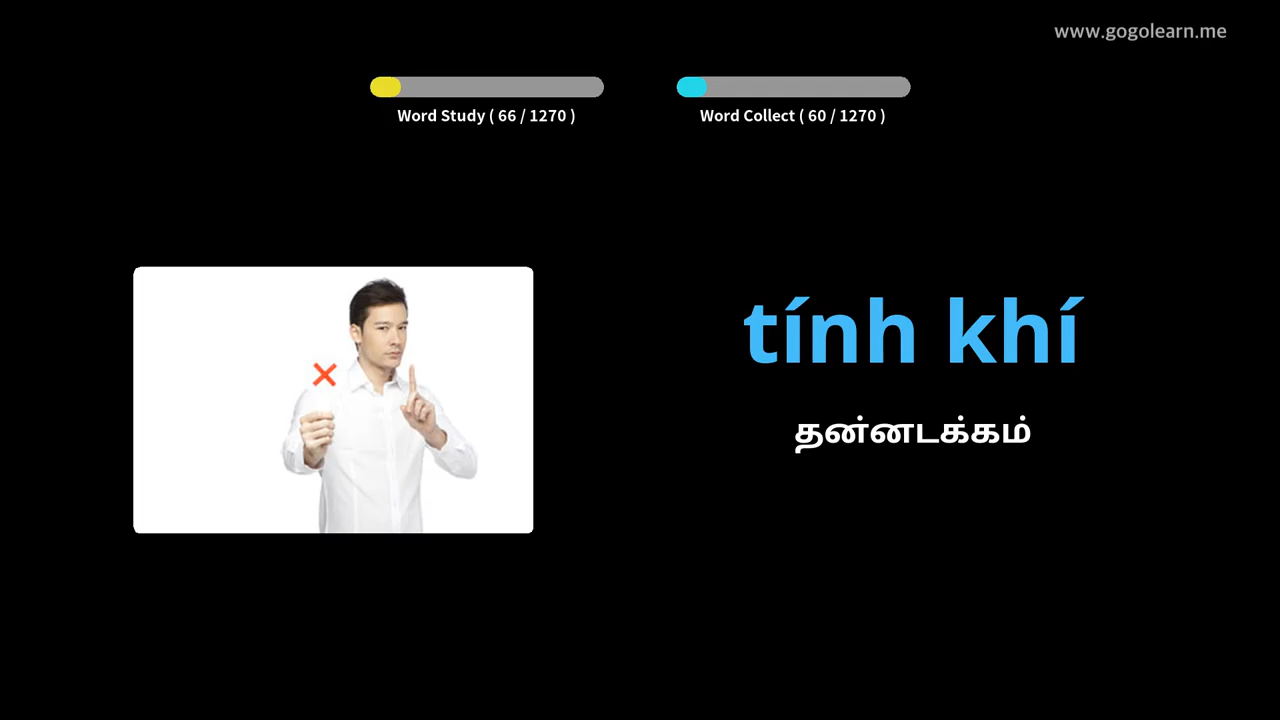 www.gogolearn.me
Word Study ( 66 / 1270 )
Word Collect ( 60 / 1270 )
tính khí
தன்னடக்கம்